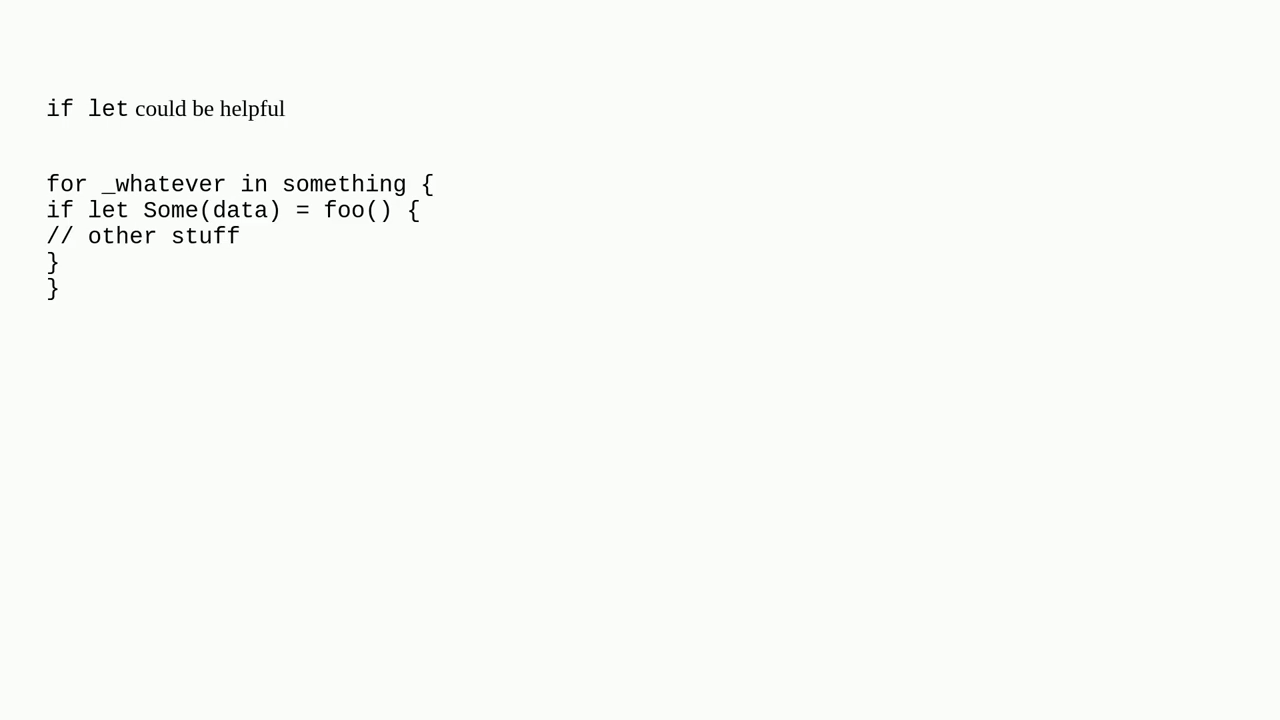 if let could be helpful
for _whatever in something {
if let Some(data) = foo() {
// other stuff
}
}